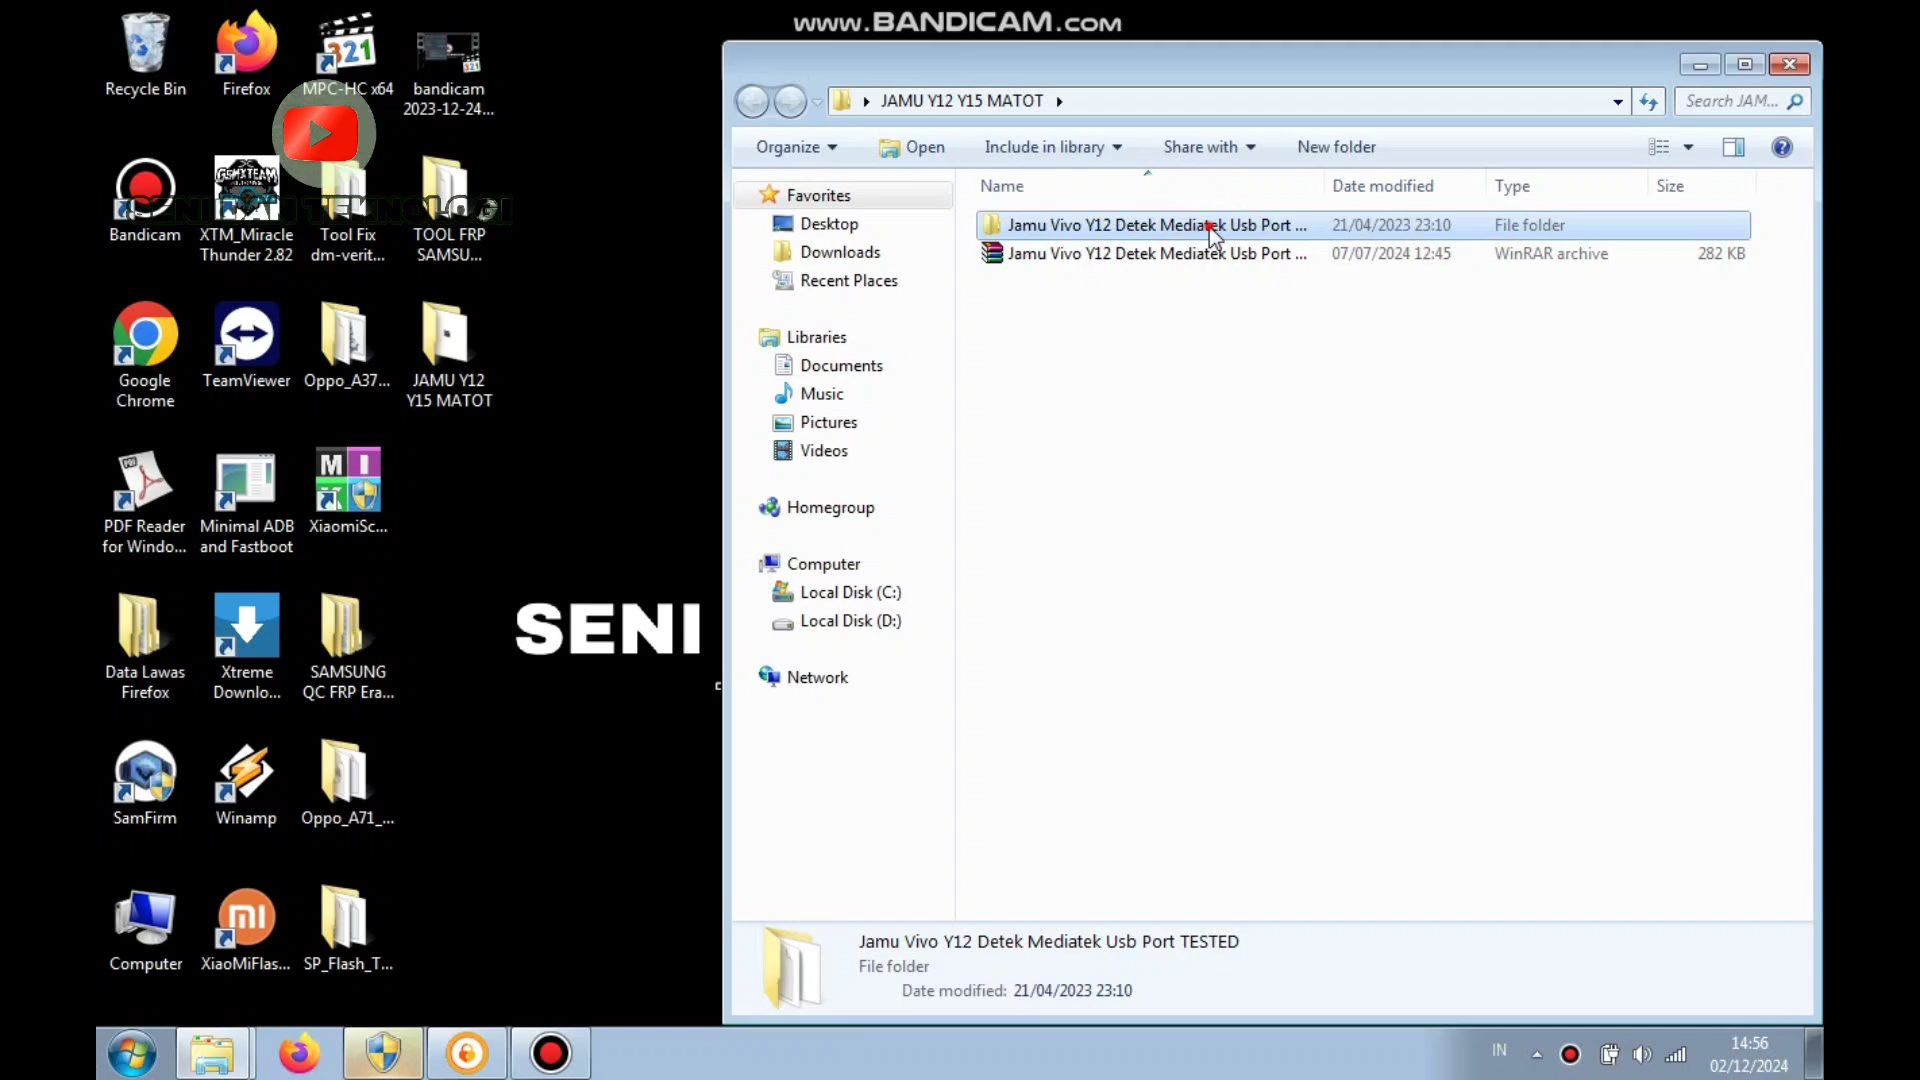 www.BANDICAM.com
Recycle Bin
Firefox
MPC-HC x64
bandicam
2023-12-24...
Bandicam
XTM_Miracle
Thunder 2.82
Tool Fix
dm-verit...
TOOL FRP
SAMSU...
SENI DAN TEKNOLOGI
Google
Chrome
TeamViewer
Oppo_A37...
JAMU Y12
Y15 MATOT
PDF Reader
for Windo...
Minimal ADB
and Fastboot
XiaomiSc...
Data Lawas
Firefox
Xtreme
Downlo...
SAMSUNG
QC FRP Era...
SamFirm
Winamp
Oppo_A71_...
Computer
XiaoMiFlas...
SP_Flash_T...
SENI
JAMU Y12 Y15 MATOT
Search JAM...
Organize
Open
Include in library
Share with
New folder
Favorites
Desktop
Downloads
Recent Places
Libraries
Documents
Music
Pictures
Videos
Homegroup
Computer
Local Disk (C:)
Local Disk (D:)
Network
Name Date modified Type Size
Jamu Vivo Y12 Detek Mediatek Usb Port ... 21/04/2023 23:10 File folder
Jamu Vivo Y12 Detek Mediatek Usb Port ... 07/07/2024 12:45 WinRAR archive 282 KB
Jamu Vivo Y12 Detek Mediatek Usb Port TESTED
File folder
Date modified: 21/04/2023 23:10
IN
14:56
02/12/2024